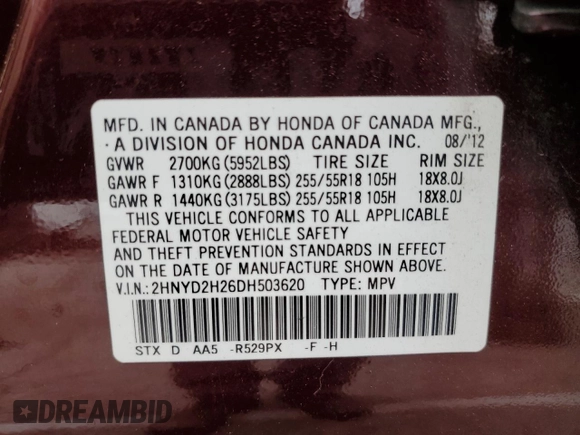 MFD. IN CANADA BY HONDA OF CANADA MFG.,
A DIVISION OF HONDA CANADA INC. 08/'12
GVWR 2700KG (5952LBS) TIRE SIZE RIM SIZE
GAWR F 1310KG (2888LBS) 255/55R18 105H 18X8.0J
GAWR R 1440KG (3175LBS) 255/55R18 105H 18X8.0J
THIS VEHICLE CONFORMS TO ALL APPLICABLE
FEDERAL MOTOR VEHICLE SAFETY
AND THEFT PREVENTION STANDARDS IN EFFECT
ON THE DATE OF MANUFACTURE SHOWN ABOVE.
V.I.N.: 2HNYD2H26DH503620 TYPE: MPV
STX D AA5 -R529PX -F -H
DREAMBID